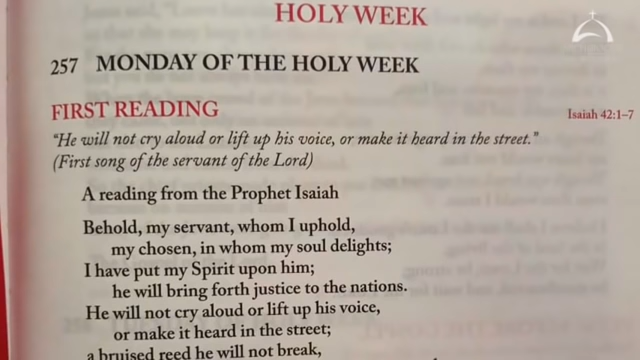 HOLY WEEK
257 MONDAY OF THE HOLY WEEK
FIRST READING
Isaiah 42:1–7
“He will not cry aloud or lift up his voice, or make it heard in the street.”
(First song of the servant of the Lord)
A reading from the Prophet Isaiah
Behold, my servant, whom I uphold,
my chosen, in whom my soul delights;
I have put my Spirit upon him;
he will bring forth justice to the nations.
He will not cry aloud or lift up his voice,
or make it heard in the street;
a bruised reed he will not break,